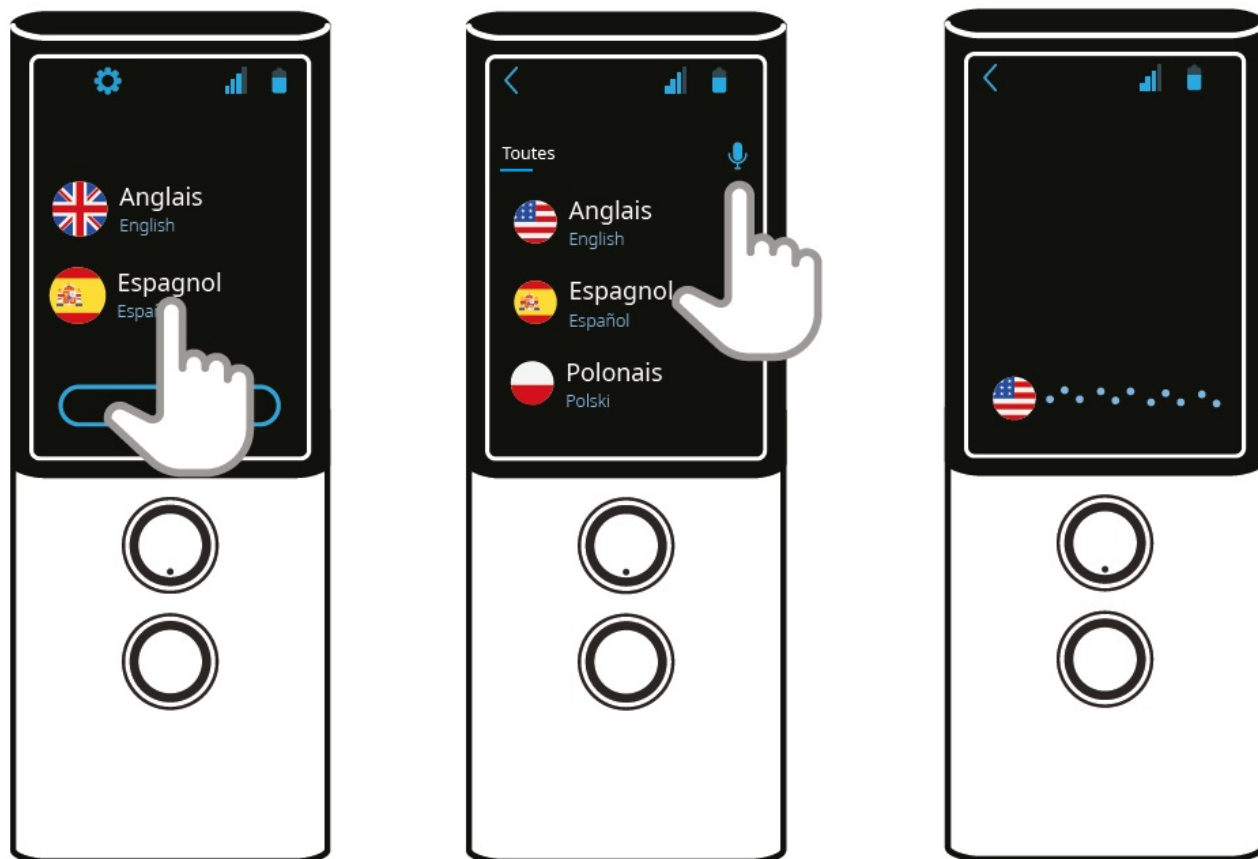 Anglais
English
Espagnol
Toutes
Anglais
English
Espagnol
Español
Polonais
Polski